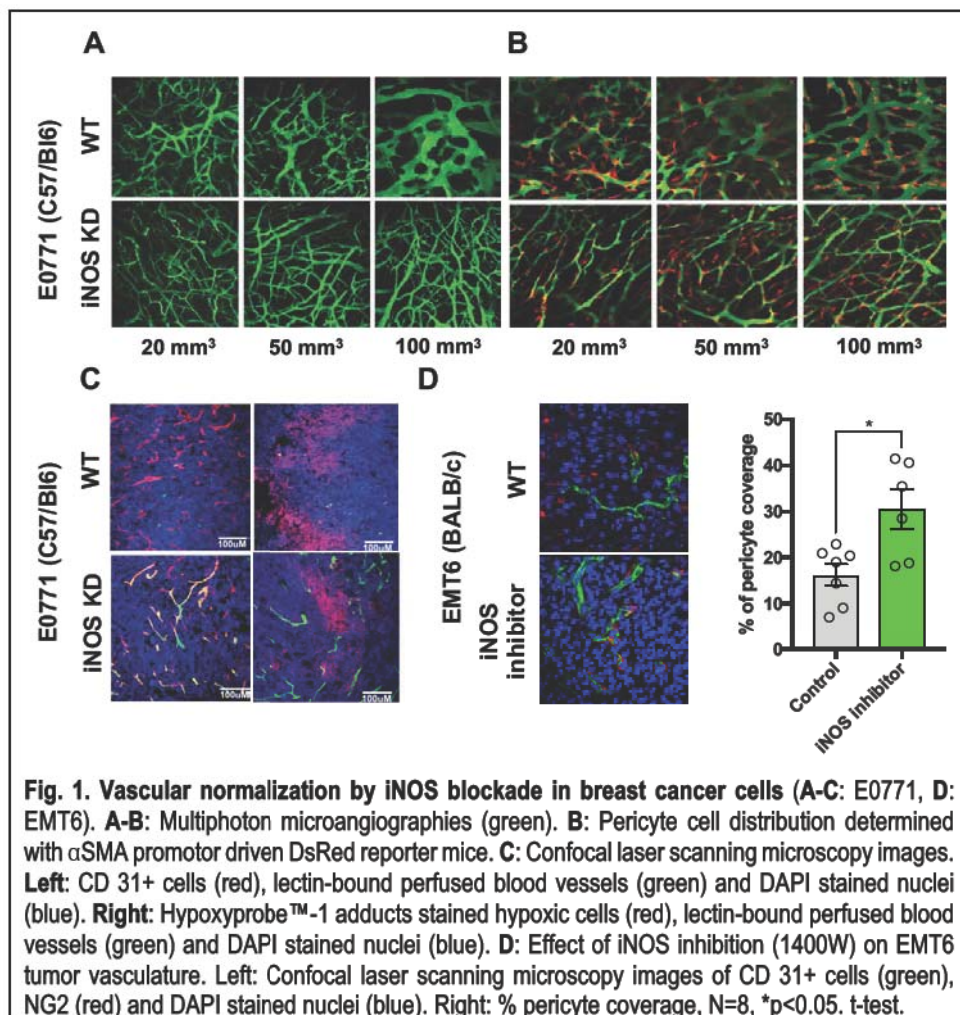 A
B
E0771 (C57/Bl6)
WT
iNOS KD
20 mm³
50 mm³
100 mm³
20 mm³
50 mm³
100 mm³
C
D
E0771 (C57/Bl6)
WT
iNOS KD
100uM
100uM
100uM
100uM
EMT6 (BALB/c)
WT
iNOS
inhibitor
% of pericyte coverage
50
40
30
20
10
0
*
Control
iNOS inhibitor
Fig. 1. Vascular normalization by iNOS blockade in breast cancer cells (A-C: E0771, D:
EMT6). A-B: Multiphoton microangiographies (green). B: Pericyte cell distribution determined
with αSMA promotor driven DsRed reporter mice. C: Confocal laser scanning microscopy images.
Left: CD 31+ cells (red), lectin-bound perfused blood vessels (green) and DAPI stained nuclei
(blue). Right: Hypoxyprobe™-1 adducts stained hypoxic cells (red), lectin-bound perfused blood
vessels (green) and DAPI stained nuclei (blue). D: Effect of iNOS inhibition (1400W) on EMT6
tumor vasculature. Left: Confocal laser scanning microscopy images of CD 31+ cells (green),
NG2 (red) and DAPI stained nuclei (blue). Right: % pericyte coverage, N=8, *p<0.05. t-test.